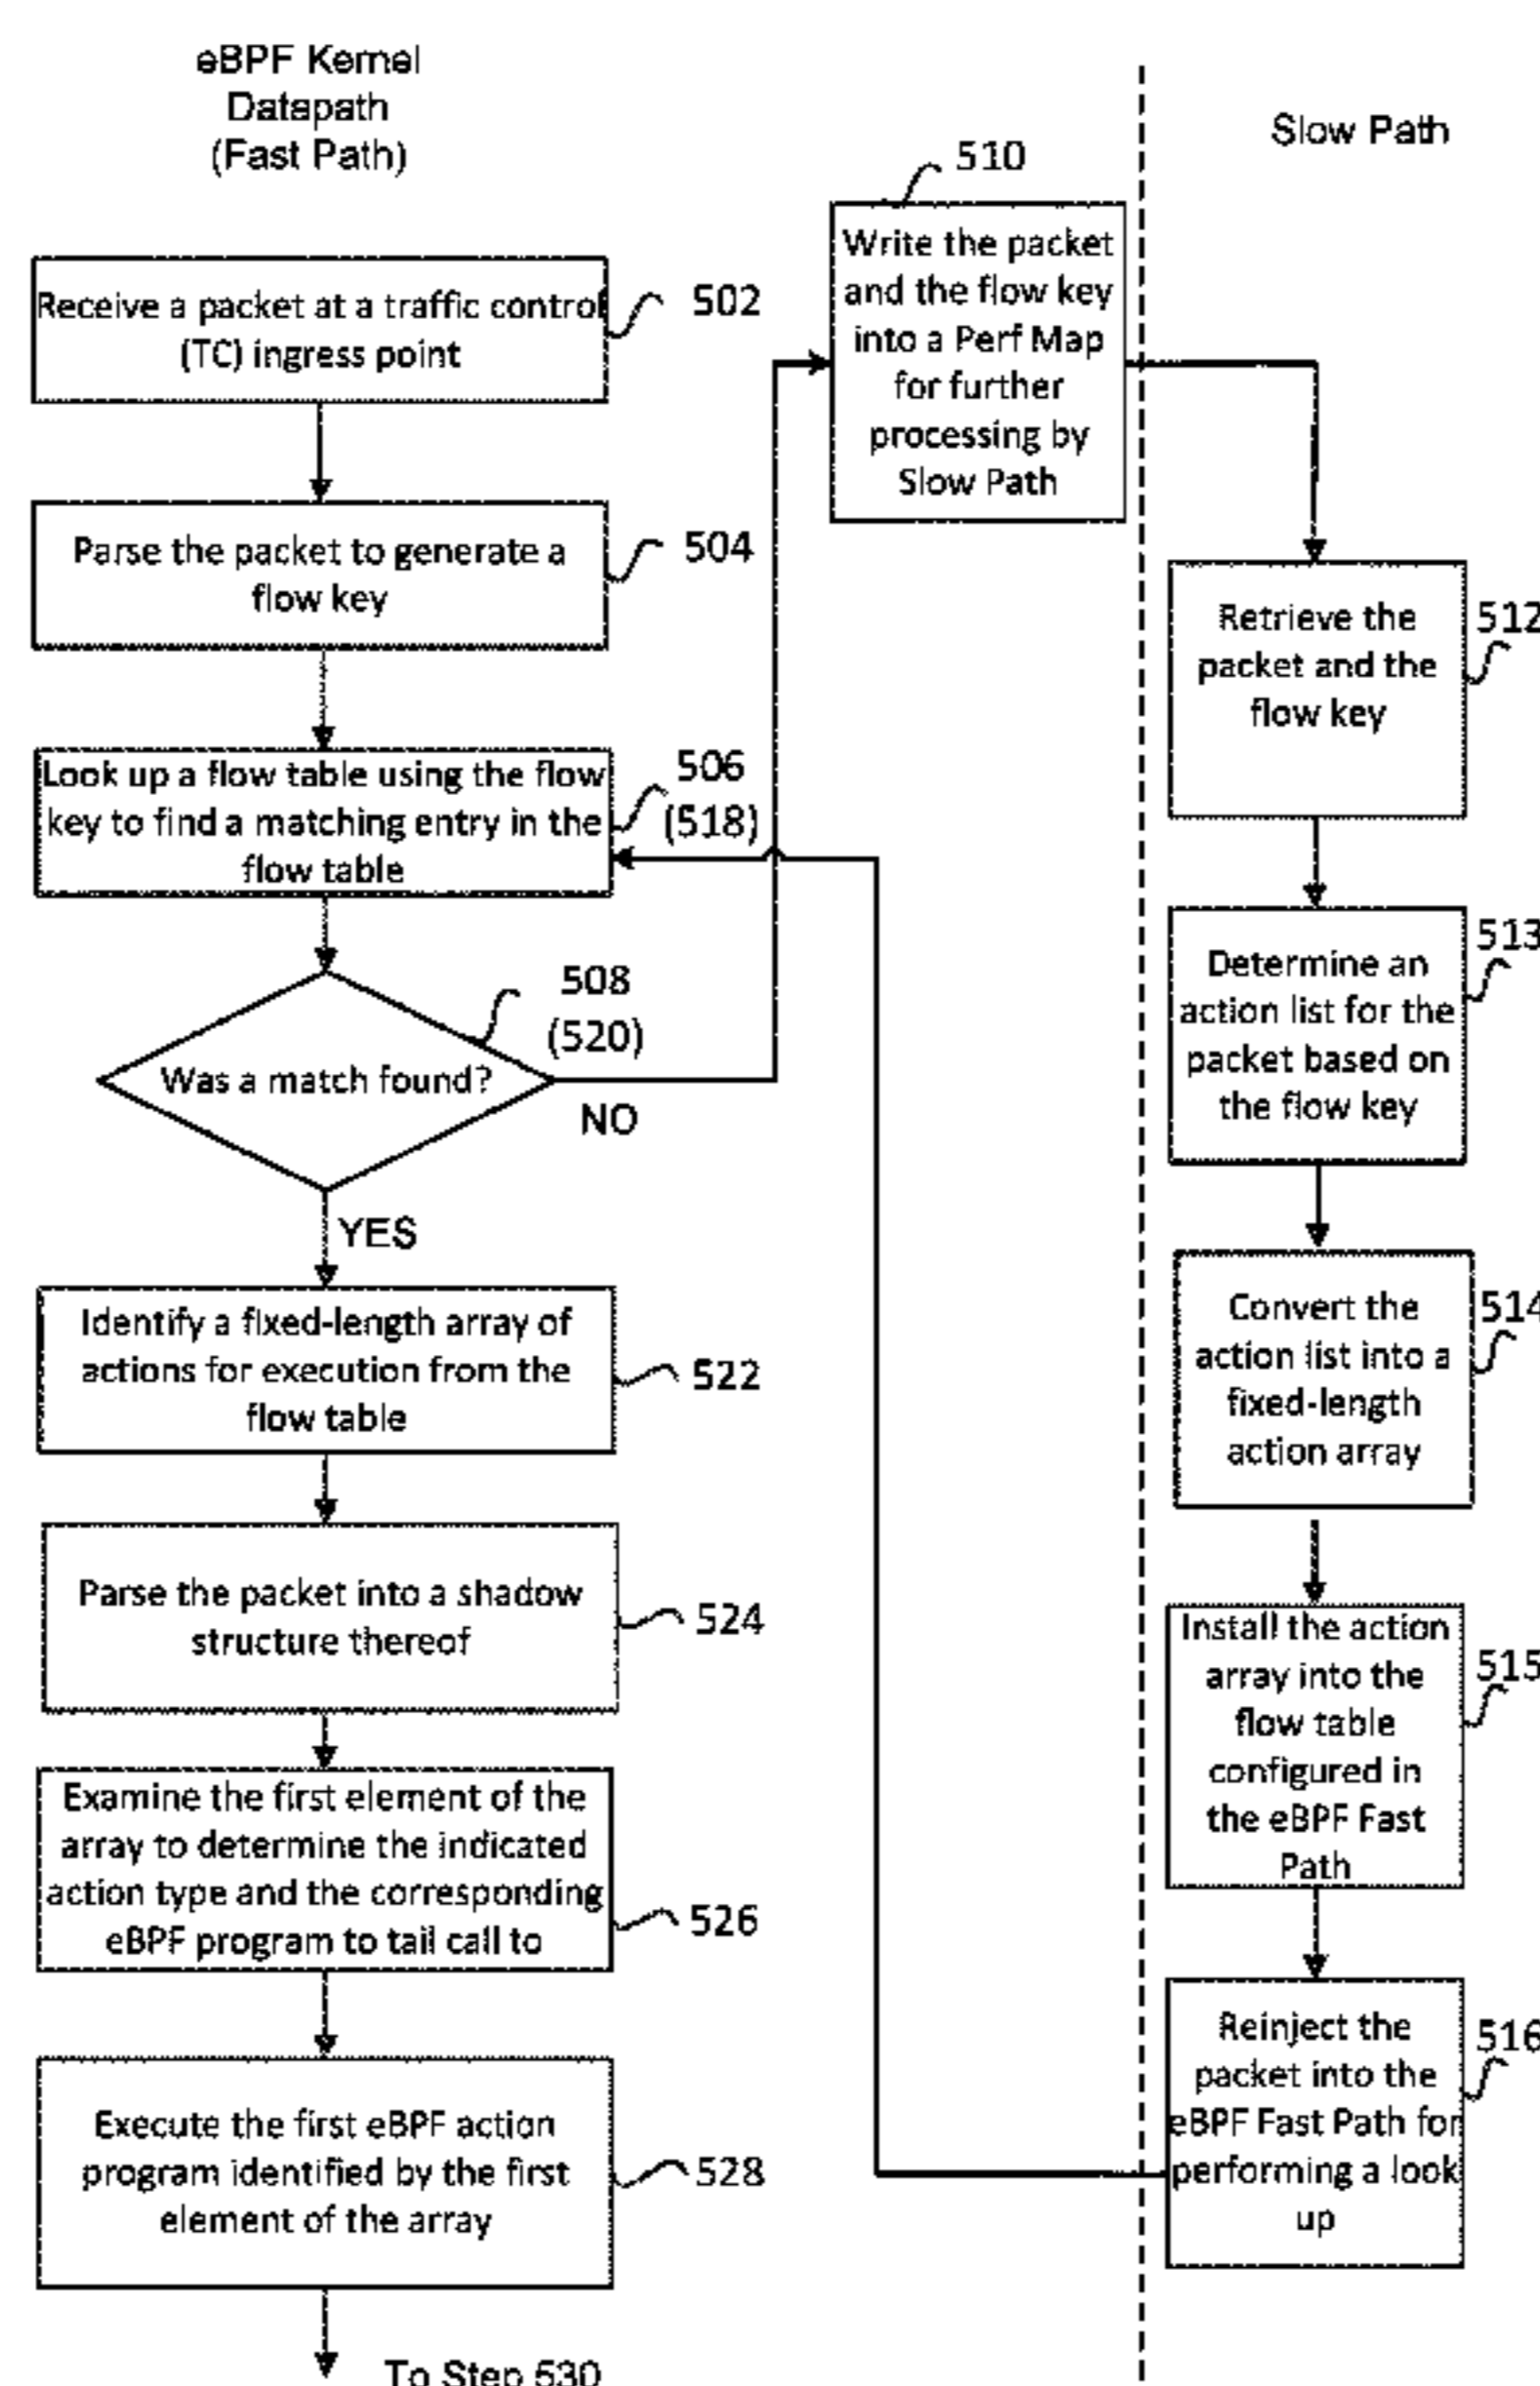 eBPF Kernel
Datapath
(Fast Path)
Receive a packet at a traffic control
(TC) ingress point
502
Parse the packet to generate a
flow key
504
Look up a flow table using the flow
key to find a matching entry in the
flow table
506
(518)
Was a match found?
508
(520)
NO
YES
Identify a fixed-length array of
actions for execution from the
flow table
522
Parse the packet into a shadow
structure thereof
524
Examine the first element of the
array to determine the indicated
action type and the corresponding
eBPF program to tail call to
526
Execute the first eBPF action
program identified by the first
element of the array
528
To Step 530
510
Write the packet
and the flow key
into a Perf Map
for further
processing by
Slow Path
Slow Path
Retrieve the
packet and the
flow key
512
Determine an
action list for the
packet based on
the flow key
513
Convert the
action list into a
fixed-length
action array
514
Install the action
array into the
flow table
configured in
the eBPF Fast
Path
515
Reinject the
packet into the
eBPF Fast Path for
performing a look
up
516